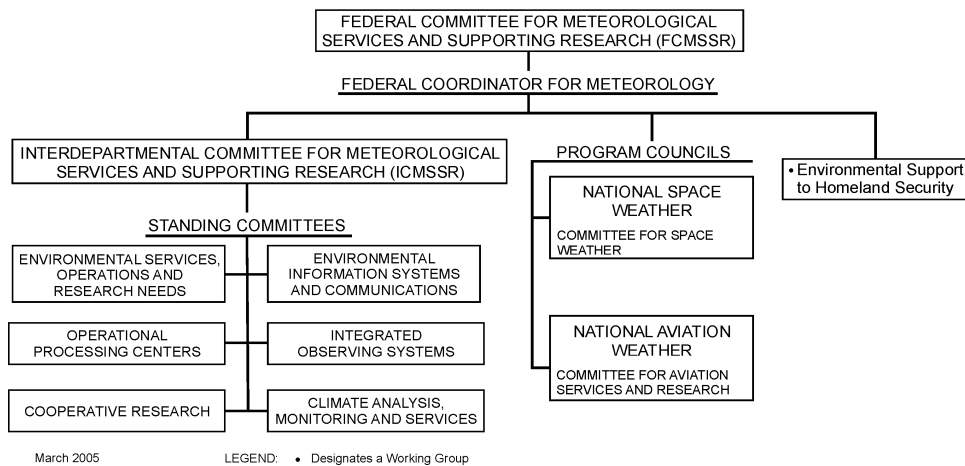 FEDERAL COMMITTEE FOR METEOROLOGICAL
SERVICES AND SUPPORTING RESEARCH (FCMSSR)
FEDERAL COORDINATOR FOR METEOROLOGY
INTERDEPARTMENTAL COMMITTEE FOR METEOROLOGICAL
SERVICES AND SUPPORTING RESEARCH (ICMSSR)
STANDING COMMITTEES
ENVIRONMENTAL SERVICES,
OPERATIONS AND
RESEARCH NEEDS
ENVIRONMENTAL
INFORMATION SYSTEMS
AND COMMUNICATIONS
OPERATIONAL
PROCESSING CENTERS
INTEGRATED
OBSERVING SYSTEMS
COOPERATIVE RESEARCH
CLIMATE ANALYSIS,
MONITORING AND SERVICES
PROGRAM COUNCILS
NATIONAL SPACE
WEATHER
COMMITTEE FOR SPACE
WEATHER
NATIONAL AVIATION
WEATHER
COMMITTEE FOR AVIATION
SERVICES AND RESEARCH
• Environmental Support
to Homeland Security
March 2005
LEGEND: • Designates a Working Group